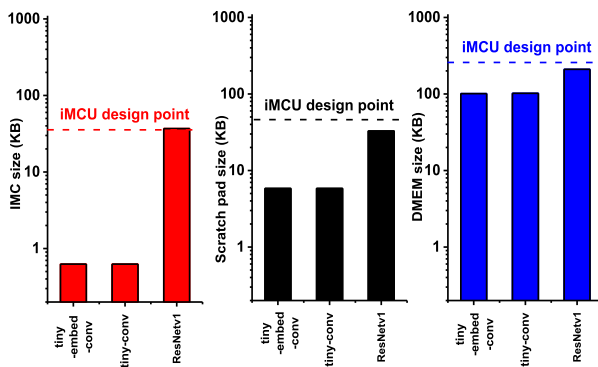 IMC size (KB)
1000
100
10
1
iMCU design point
tiny
-embed
-conv
tiny-conv
ResNetv1
Scratch pad size (KB)
1000
100
10
1
iMCU design point
tiny
-embed
-conv
tiny-conv
ResNetv1
DMEM size (KB)
1000
100
10
1
iMCU design point
tiny
-embed
-conv
tiny-conv
ResNetv1